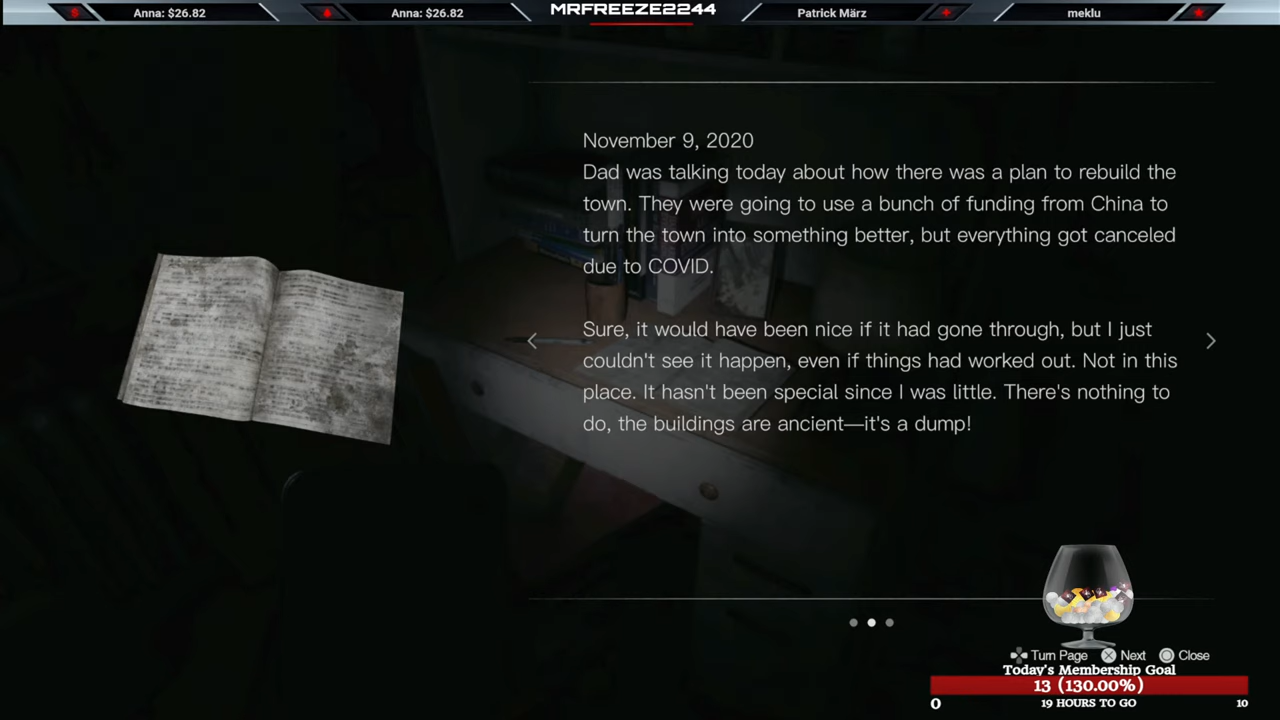 Anna: $26.82
Anna: $26.82
MRFREEZE2244
Patrick März
meklu
November 9, 2020
Dad was talking today about how there was a plan to rebuild the
town. They were going to use a bunch of funding from China to
turn the town into something better, but everything got canceled
due to COVID.
Sure, it would have been nice if it had gone through, but I just
couldn't see it happen, even if things had worked out. Not in this
place. It hasn't been special since I was little. There's nothing to
do, the buildings are ancient—it's a dump!
Turn Page Next Close
Today's Membership Goal
13 (130.00%)
0 19 HOURS TO GO 10